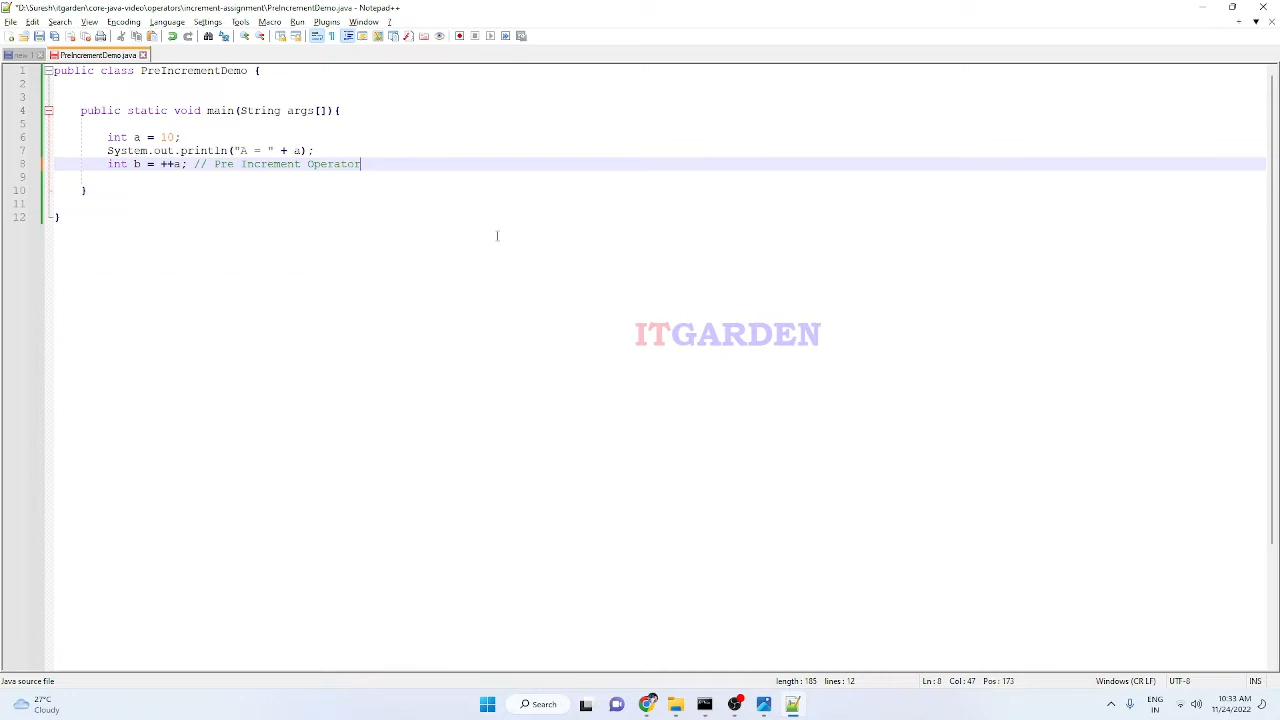 *D:\Suresh\itgarden\core-java-video\operators\increment-assignment\PreIncrementDemo.java - Notepad++
File Edit Search View Encoding Language Settings Tools Macro Run Plugins Window ?
new 1 PreIncrementDemo.java
1 public class PreIncrementDemo {
2
3
4 public static void main(String args[]){
5
6 int a = 10;
7 System.out.println("A = " + a);
8 int b = ++a; // Pre Increment Operator
9
10 }
11
12 }
ITGARDEN
Java source file length : 185 lines : 12 Ln : 8 Col : 47 Pos : 173 Windows (CR LF) UTF-8 INS
27°C
Cloudy
Search
ENG
IN
10:33 AM
11/24/2022